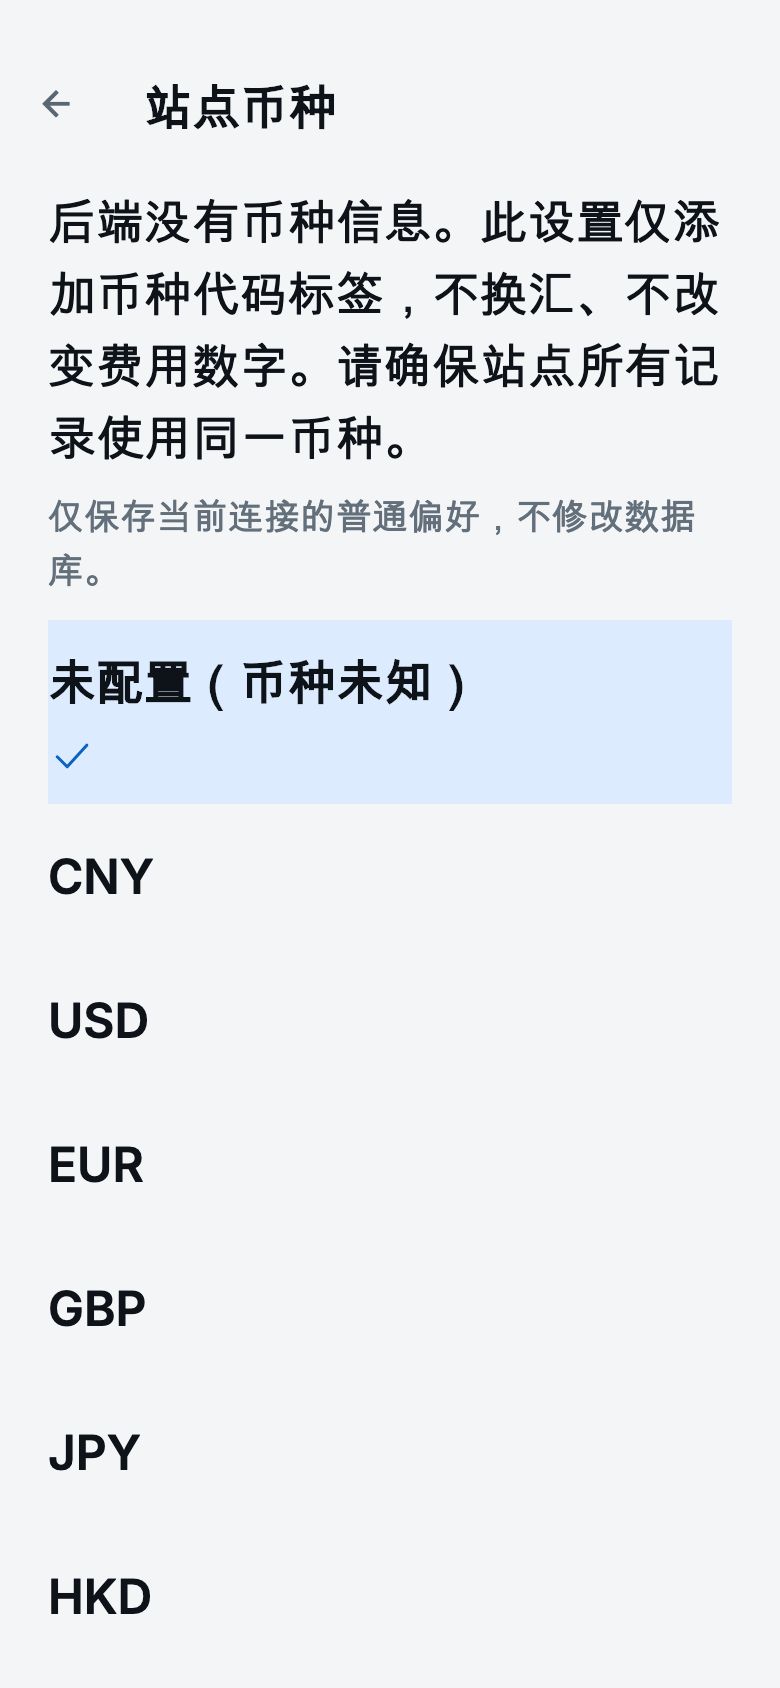 站点币种
后端没有币种信息。此设置仅添
加币种代码标签，不换汇、不改
变费用数字。请确保站点所有记
录使用同一币种。
仅保存当前连接的普通偏好，不修改数据
库。
未配置（币种未知）
CNY
USD
EUR
GBP
JPY
HKD